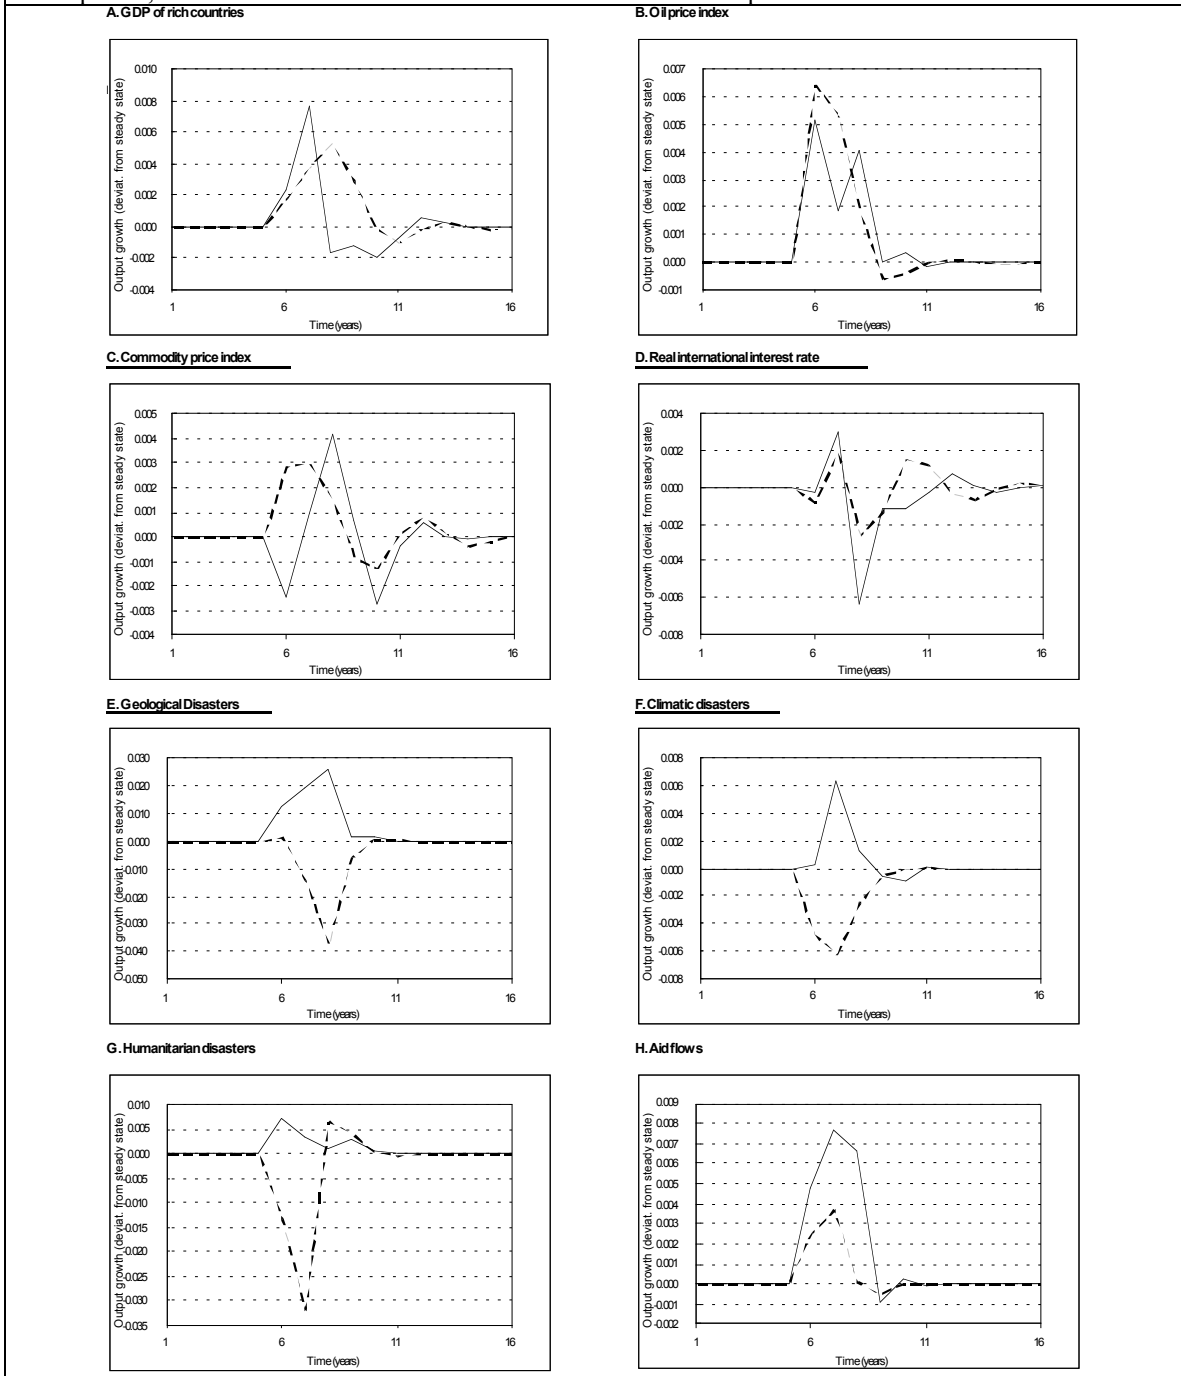 A. GDP of rich countries
Output growth (deviat. from steady state)
0.010
0.008
0.006
0.004
0.002
0.000
-0.002
-0.004
1 6 11 16
Time (years)
B. Oil price index
Output growth (deviat. from steady state)
0.007
0.006
0.005
0.004
0.003
0.002
0.001
0.000
-0.001
1 6 11 16
Time (years)
C. Commodity price index
Output growth (deviat. from steady state)
0.005
0.004
0.003
0.002
0.001
0.000
-0.001
-0.002
-0.003
-0.004
1 6 11 16
Time (years)
D. Real international interest rate
Output growth (deviat. from steady state)
0.004
0.002
0.000
-0.002
-0.004
-0.006
-0.008
1 6 11 16
Time (years)
E. Geological Disasters
Output growth (deviat. from steady state)
0.030
0.020
0.010
0.000
-0.010
-0.020
-0.030
-0.040
-0.050
1 6 11 16
Time (years)
F. Climatic disasters
Output growth (deviat. from steady state)
0.008
0.006
0.004
0.002
0.000
-0.002
-0.004
-0.006
-0.008
1 6 11 16
Time (years)
G. Humanitarian disasters
Output growth (deviat. from steady state)
0.010
0.005
0.000
-0.005
-0.010
-0.015
-0.020
-0.025
-0.030
-0.035
1 6 11 16
Time (years)
H. Aid flows
Output growth (deviat. from steady state)
0.009
0.008
0.007
0.006
0.005
0.004
0.003
0.002
0.001
0.000
-0.001
-0.002
1 6 11 16
Time (years)